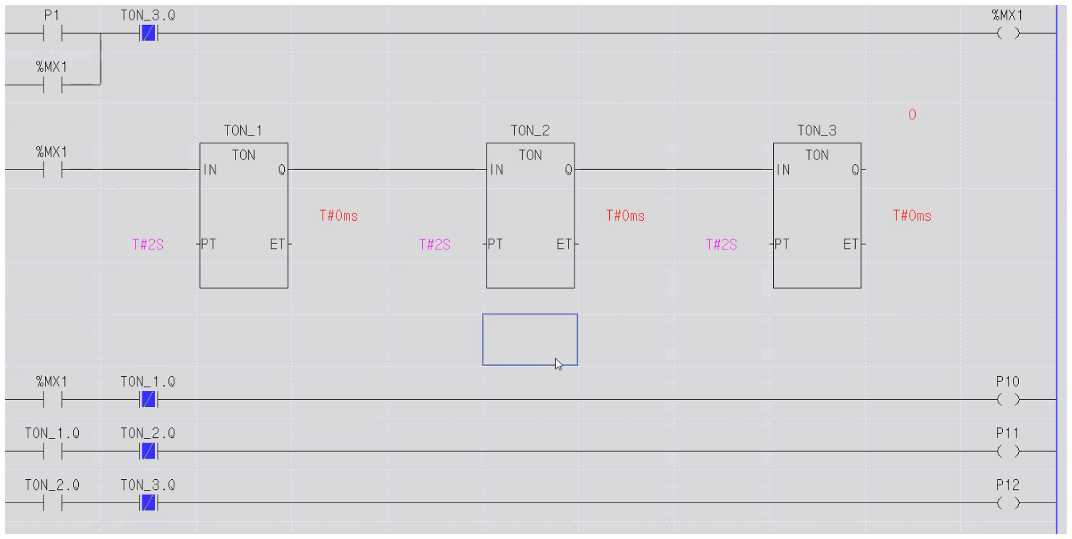 P1 TON_3.Q %MX1
%MX1
0
TON_1 TON_2 TON_3
%MX1 TON TON TON
IN Q IN Q IN Q
T#0ms T#0ms T#0ms
T#2S PT ET T#2S PT ET T#2S PT ET
%MX1 TON_1.Q P10
TON_1.Q TON_2.Q P11
TON_2.Q TON_3.Q P12